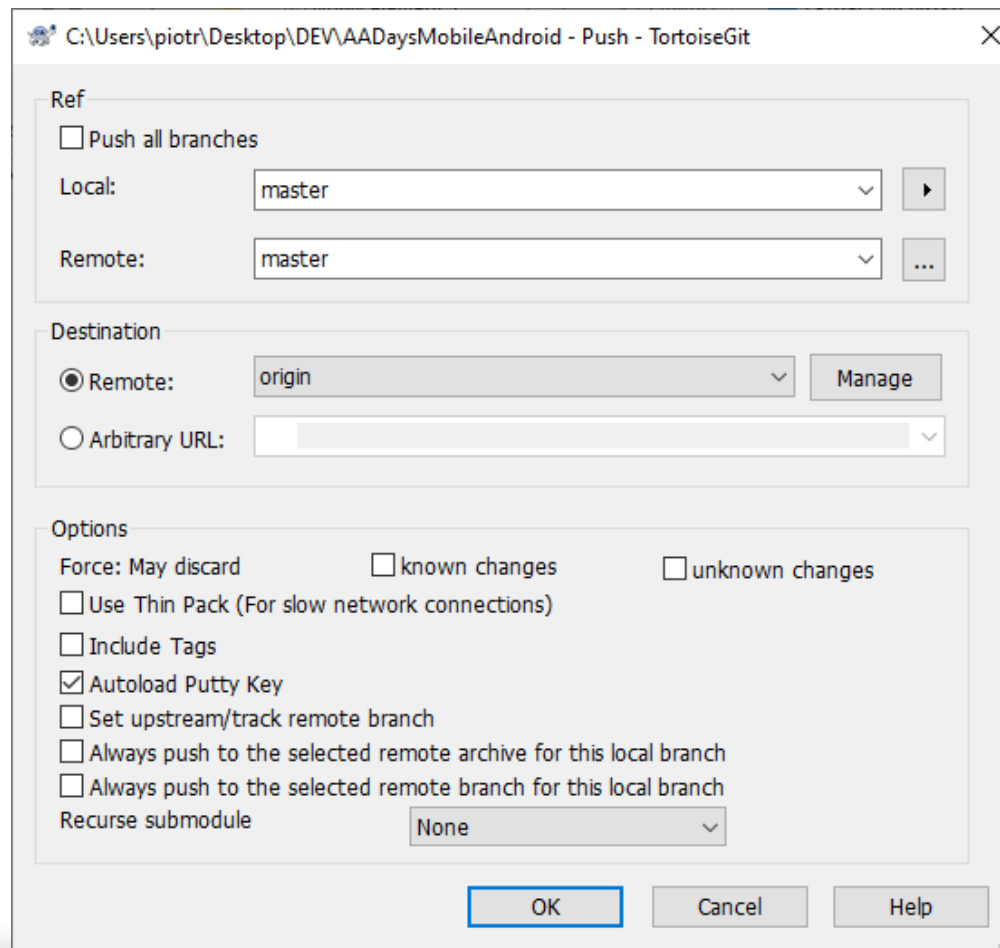 C:\Users\piotr\Desktop\DEV\AADaysMobileAndroid - Push - TortoiseGit
Ref
Push all branches
Local:
master
Remote:
master
...
Destination
Remote:
origin
Manage
Arbitrary URL:
Options
Force: May discard
known changes
unknown changes
Use Thin Pack (For slow network connections)
Include Tags
Autoload Putty Key
Set upstream/track remote branch
Always push to the selected remote archive for this local branch
Always push to the selected remote branch for this local branch
Recurse submodule
None
OK
Cancel
Help